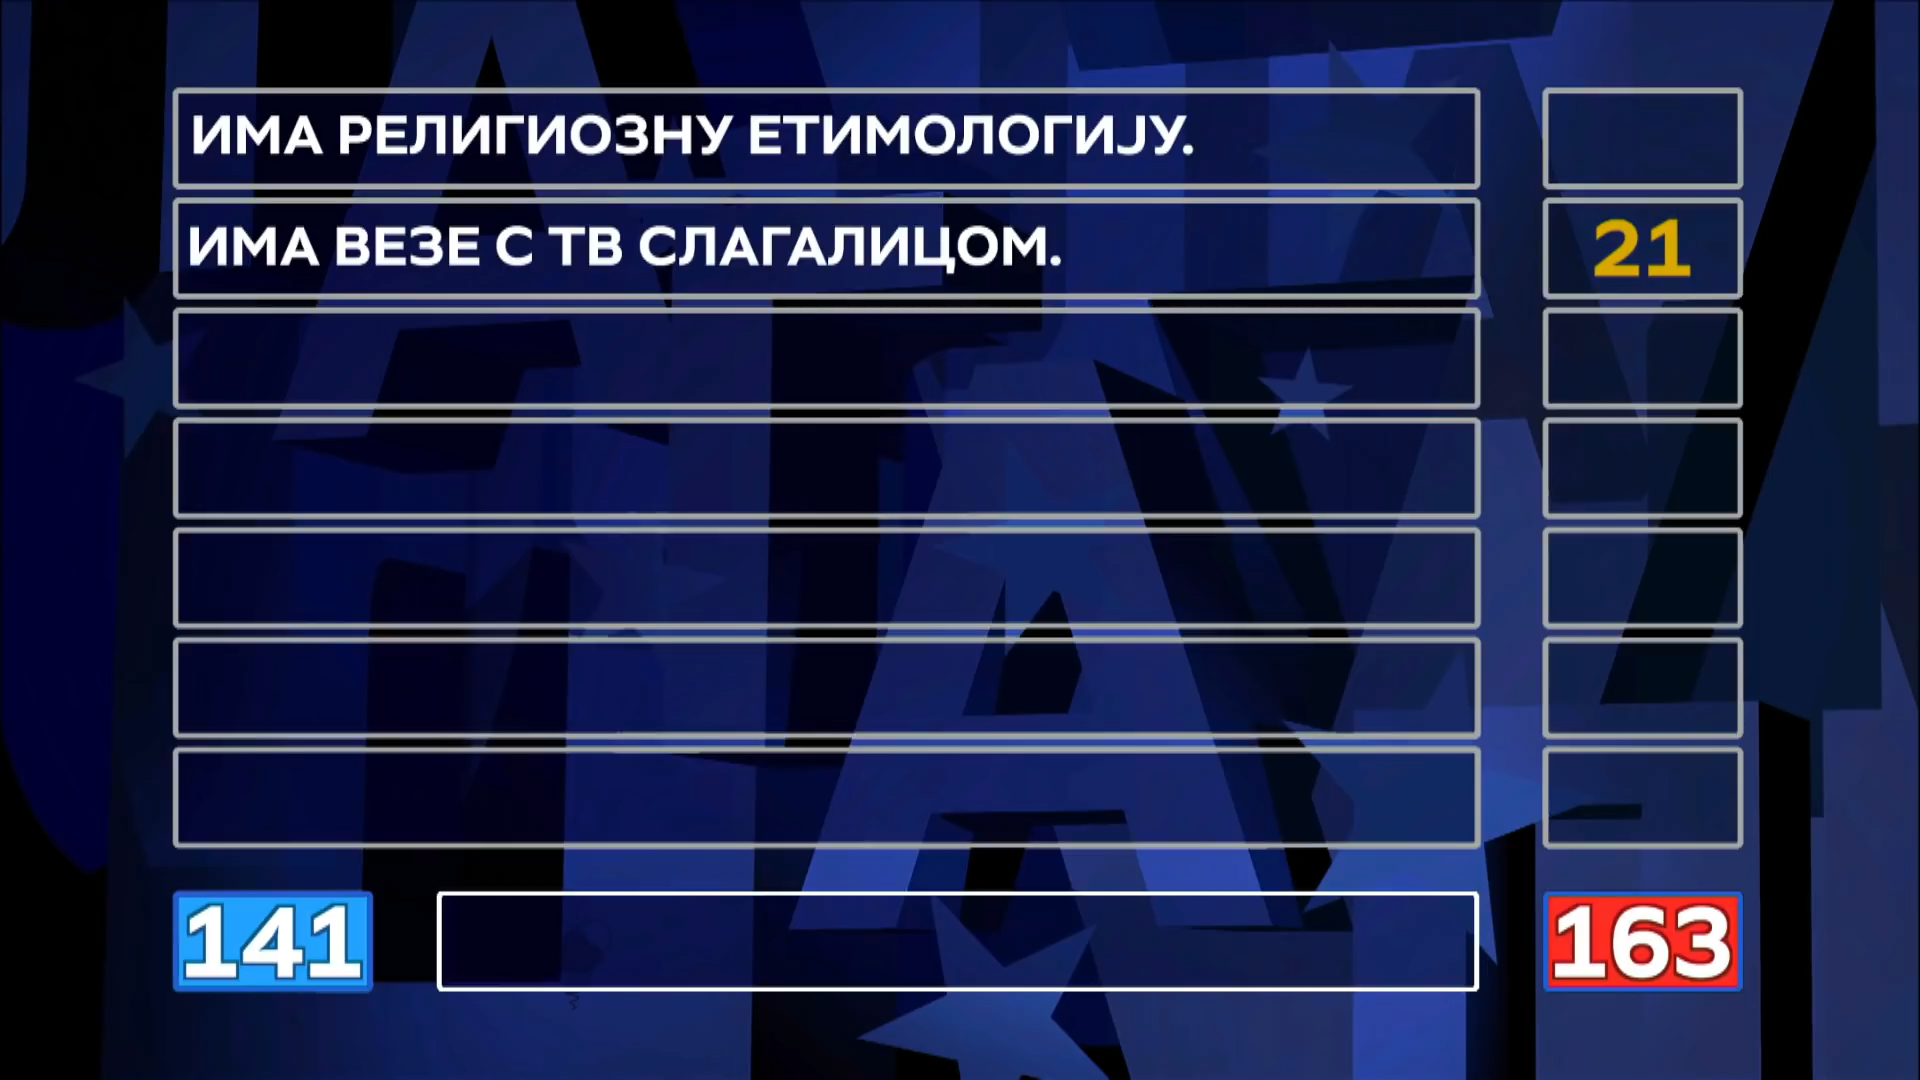 ИМА РЕЛИГИОЗНУ ЕТИМОЛОГИЈУ.
ИМА ВЕЗЕ С ТВ СЛАГАЛИЦОМ.
21
141
163